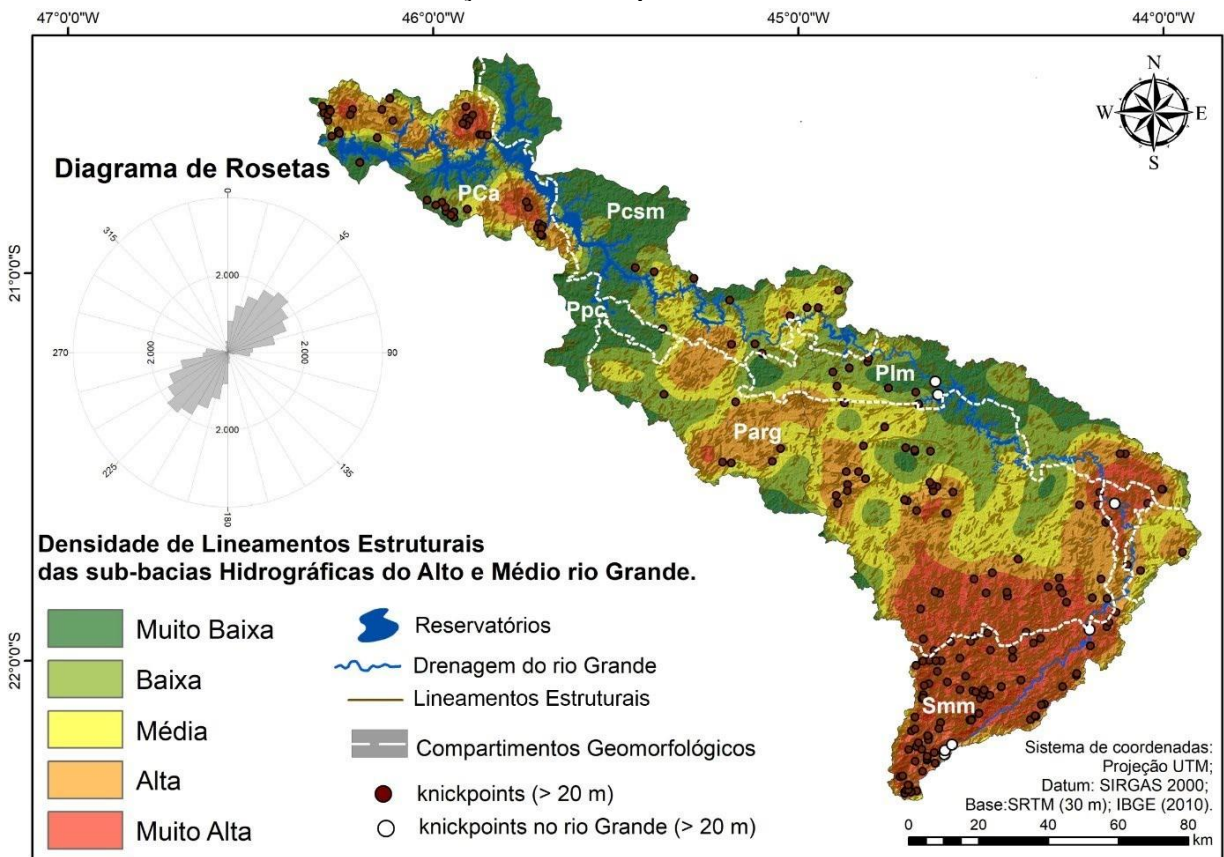 47°0'0"W 46°0'0"W 45°0'0"W 44°0'0"W
N
W E
S
21°0'0"S
22°0'0"S
Diagrama de Rosetas
0
45
90
135
180
225
270
315
2.000
2.000
2.000
2.000
PCa
Pcsm
Ppc
Plm
Parg
Smm
Densidade de Lineamentos Estruturais
das sub-bacias Hidrográficas do Alto e Médio rio Grande.
Muito Baixa
Baixa
Média
Alta
Muito Alta
Reservatórios
Drenagem do rio Grande
Lineamentos Estruturais
Compartimentos Geomorfológicos
knickpoints (> 20 m)
knickpoints no rio Grande (> 20 m)
Sistema de coordenadas:
Projeção UTM;
Datum: SIRGAS 2000;
Base:SRTM (30 m); IBGE (2010).
0 20 40 60 80
km